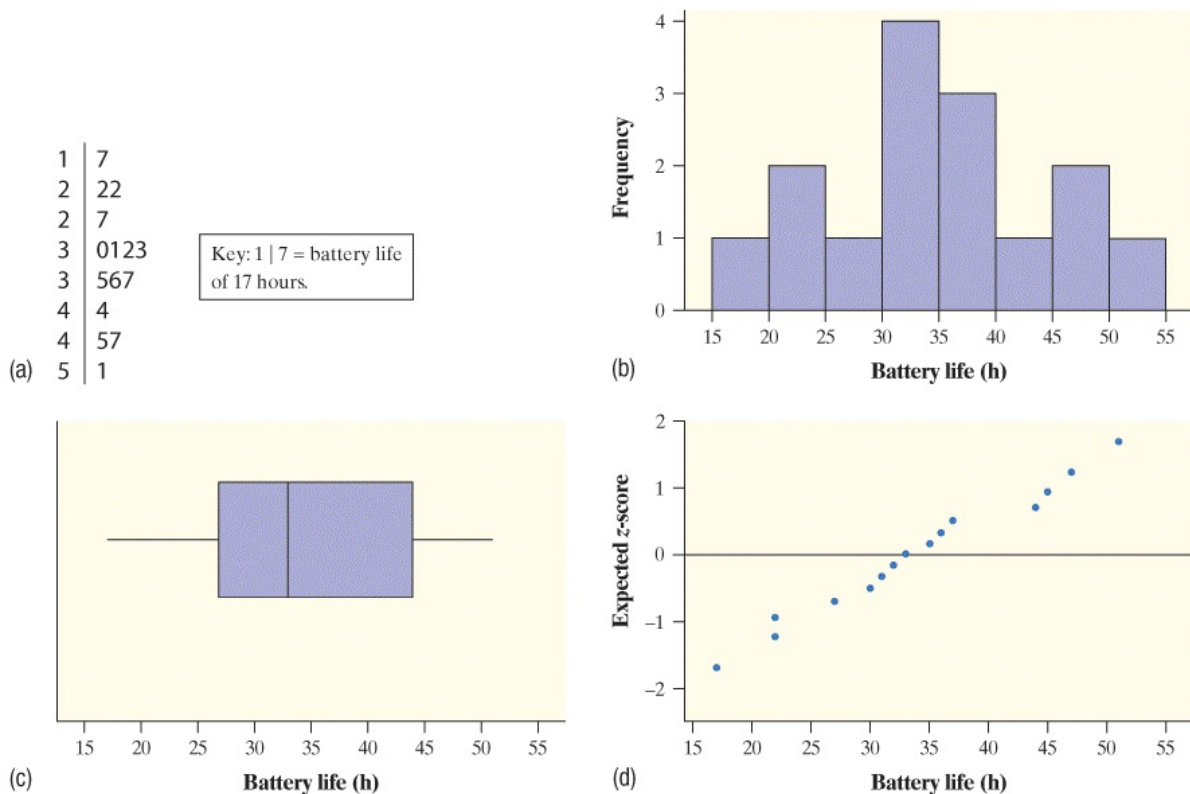 1 | 7
2 | 22
2 | 7
3 | 0123
3 | 567
4 | 4
4 | 57
5 | 1
Key: 1 | 7 = battery life
of 17 hours.
(a)
Frequency
4
3
2
1
0
15 20 25 30 35 40 45 50 55
Battery life (h)
(b)
15 20 25 30 35 40 45 50 55
Battery life (h)
(c)
Expected z-score
2
1
0
−1
−2
15 20 25 30 35 40 45 50 55
Battery life (h)
(d)